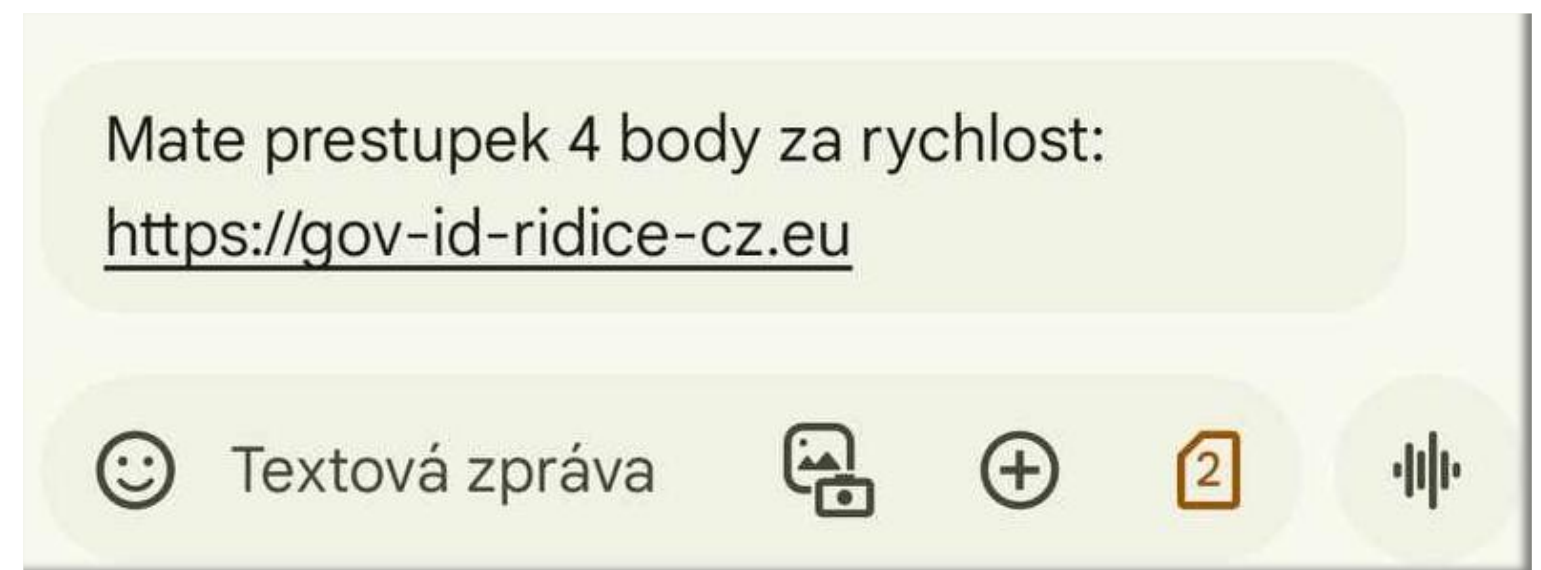 Mate prestupek 4 body za rychlost:
https://gov-id-ridice-cz.eu
Textová zpráva
2